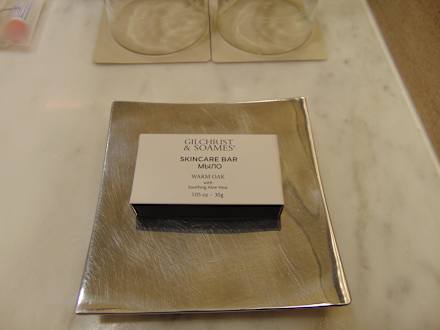 GILCHRIST
& SOAMES®
SKINCARE BAR
МЫЛО
WARM OAK
with
Soothing Aloe Vera
1.05 oz – 30g